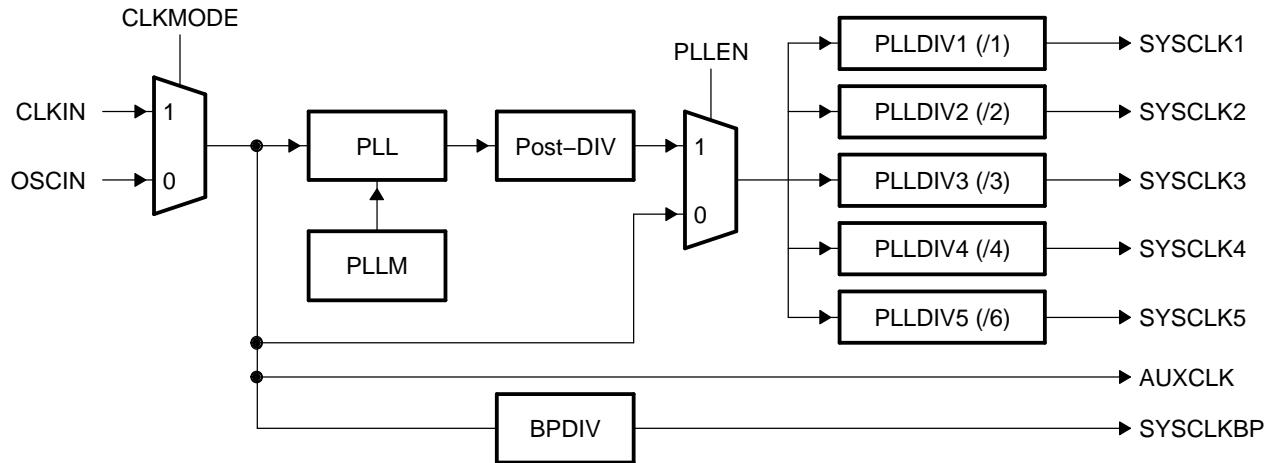 CLKMODE
CLKIN
OSCIN
1
0
PLL
PLLM
Post−DIV
PLLEN
1
0
PLLDIV1 (/1)
SYSCLK1
PLLDIV2 (/2)
SYSCLK2
PLLDIV3 (/3)
SYSCLK3
PLLDIV4 (/4)
SYSCLK4
PLLDIV5 (/6)
SYSCLK5
AUXCLK
BPDIV
SYSCLKBP